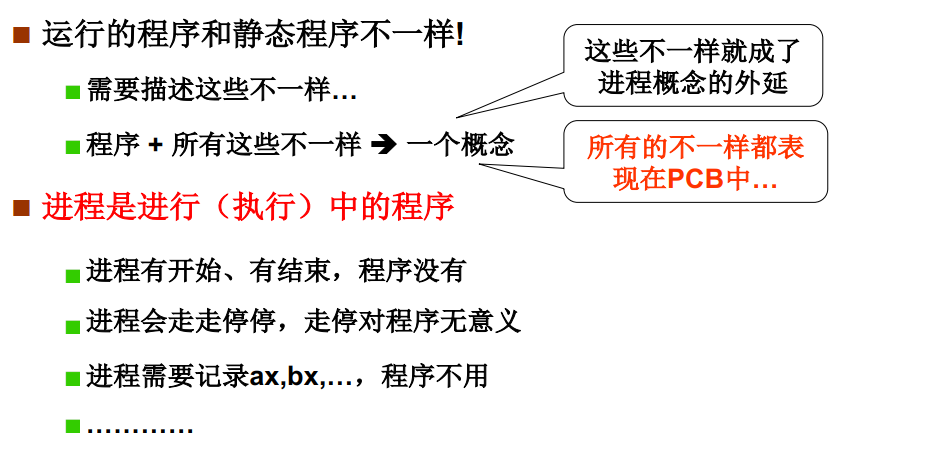 运行的程序和静态程序不一样!
需要描述这些不一样…
程序 + 所有这些不一样 ➔ 一个概念
这些不一样就成了
进程概念的外延
所有的不一样都表
现在PCB中…
进程是进行（执行）中的程序
进程有开始、有结束，程序没有
进程会走走停停，走停对程序无意义
进程需要记录ax,bx,…，程序不用
…………